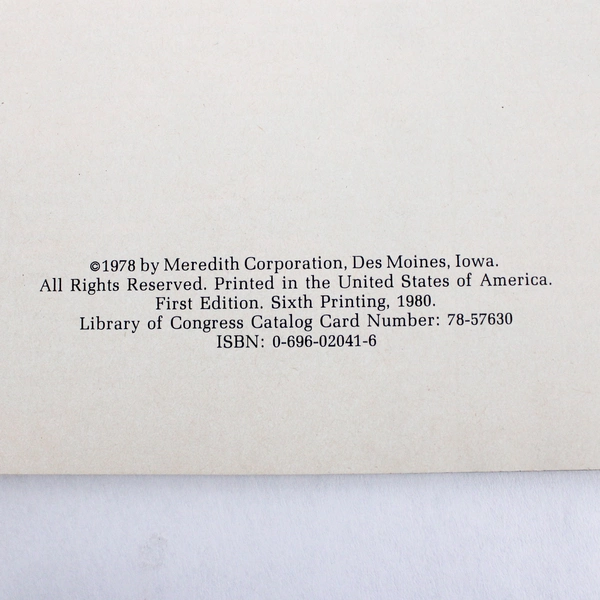 ©1978 by Meredith Corporation, Des Moines, Iowa.
All Rights Reserved. Printed in the United States of America.
First Edition. Sixth Printing, 1980.
Library of Congress Catalog Card Number: 78-57630
ISBN: 0-696-02041-6